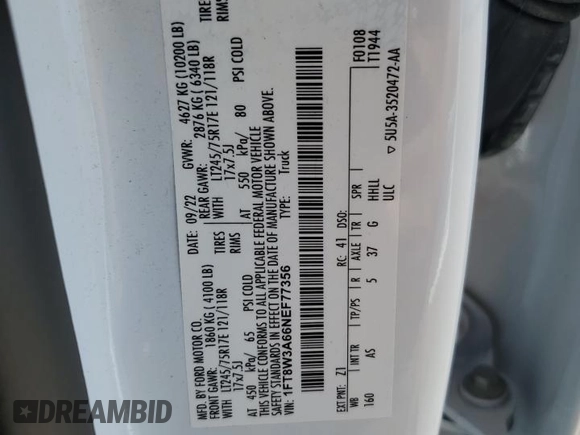 MFD. BY FORD MOTOR CO.
DATE: 09/22 GVWR: 4627 KG (10200 LB)
FRONT GAWR: 1860 KG (4100 LB) REAR GAWR: 2876 KG (6340 LB)
WITH LT245/75R17E 121/118R TIRES WITH LT245/75R17E 121/118R TIRES
17x7.5J RIMS 17x7.5J RIMS
AT 450 kPa/ 65 PSI COLD AT 550 kPa/ 80 PSI COLD
THIS VEHICLE CONFORMS TO ALL APPLICABLE FEDERAL MOTOR VEHICLE
SAFETY STANDARDS IN EFFECT ON THE DATE OF MANUFACTURE SHOWN ABOVE.
VIN: 1FT8W3A66NEF77356 TYPE: Truck
F0108
T1944
EXT PNT: Z1 RC: 41 DSO:
WB INT TR TP/PS R AXLE TR SPR
160 AS 5 37 G HHLL
ULC
▽ 5U5A-3520472-AA
DREAMBID